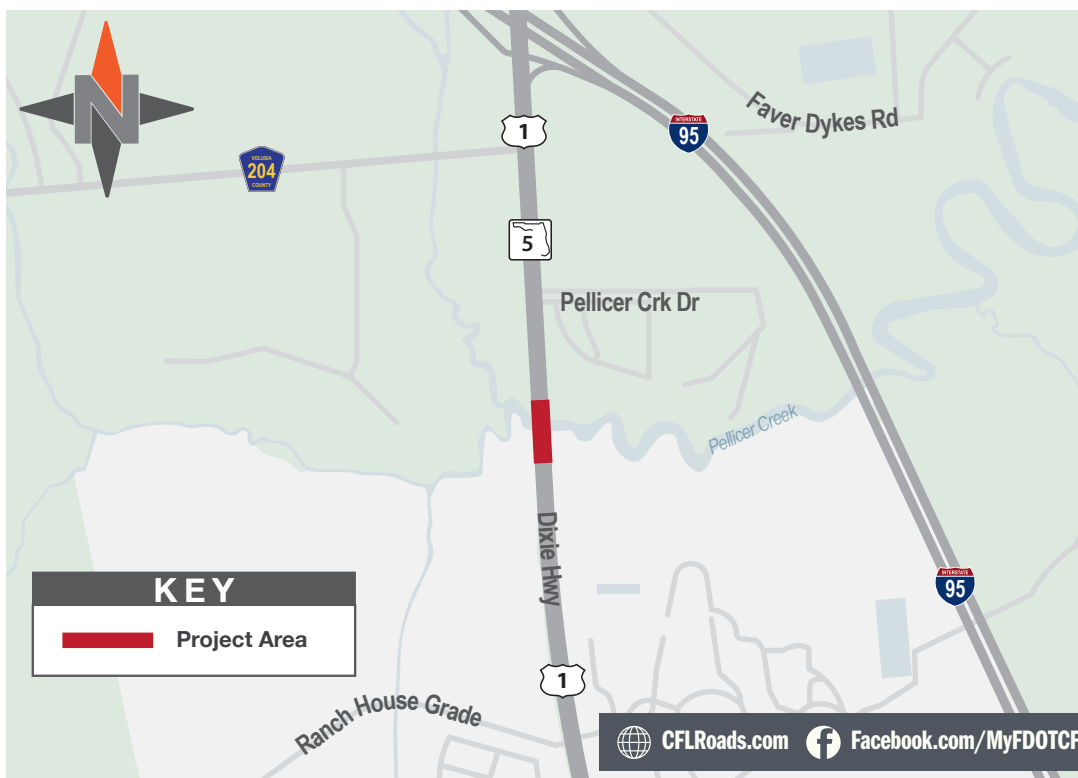 N
Faver Dykes Rd
INTERSTATE
95
1
VOLUSIA
204
COUNTY
5
Pellicer Crk Dr
Pellicer Creek
Dixie Hwy
INTERSTATE
95
KEY
Project Area
1
Ranch House Grade
CFLRoads.com
Facebook.com/MyFDOTCF